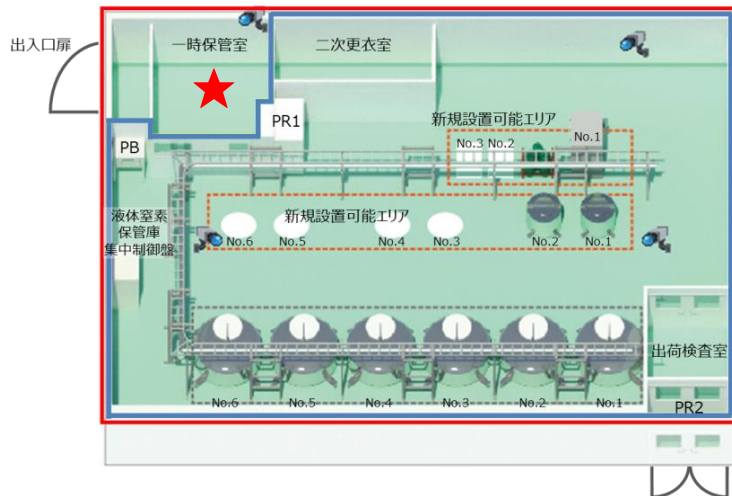 出入口扉
一時保管室
二次更衣室
PR1
新規設置可能エリア
No.3
No.2
No.1
PB
液体窒素
保管庫
集中制御盤
新規設置可能エリア
No.6
No.5
No.4
No.3
No.2
No.1
出荷検査室
No.6
No.5
No.4
No.3
No.2
No.1
PR2